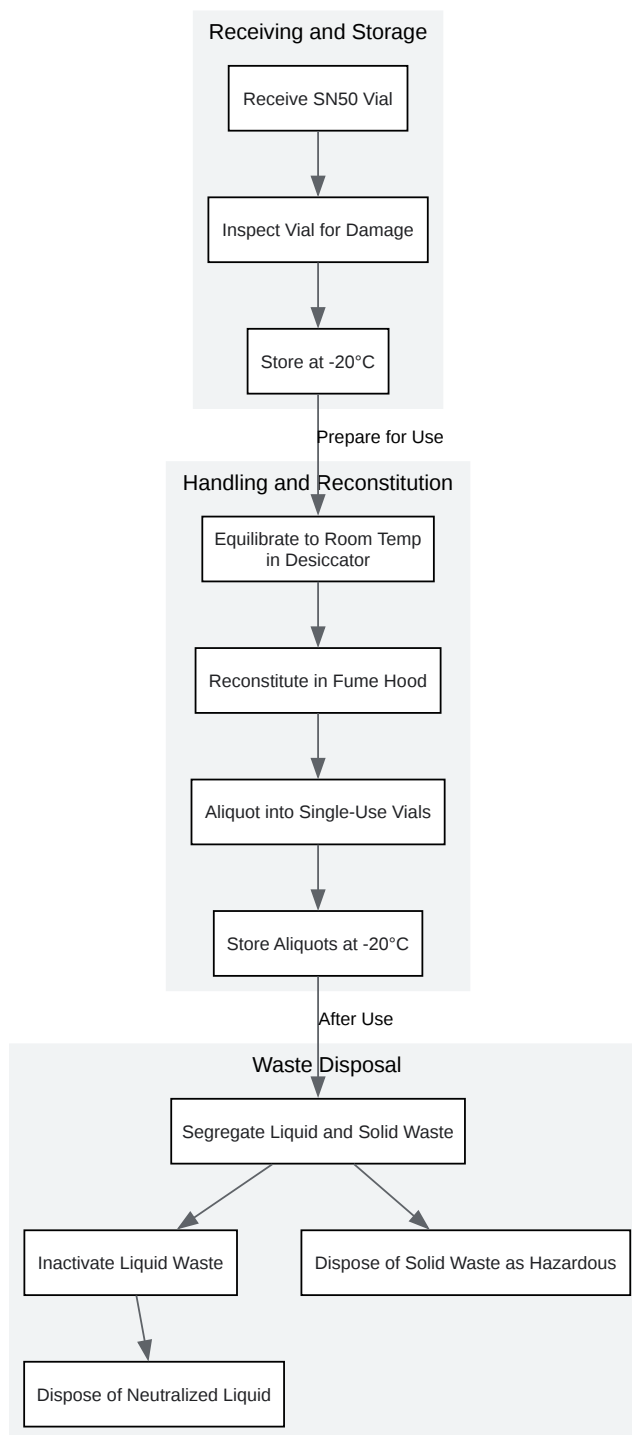 Receiving and Storage
Receive SN50 Vial
Inspect Vial for Damage
Store at -20°C
Prepare for Use
Handling and Reconstitution
Equilibrate to Room Temp
in Desiccator
Reconstitute in Fume Hood
Aliquot into Single-Use Vials
Store Aliquots at -20°C
After Use
Waste Disposal
Segregate Liquid and Solid Waste
Inactivate Liquid Waste
Dispose of Solid Waste as Hazardous
Dispose of Neutralized Liquid